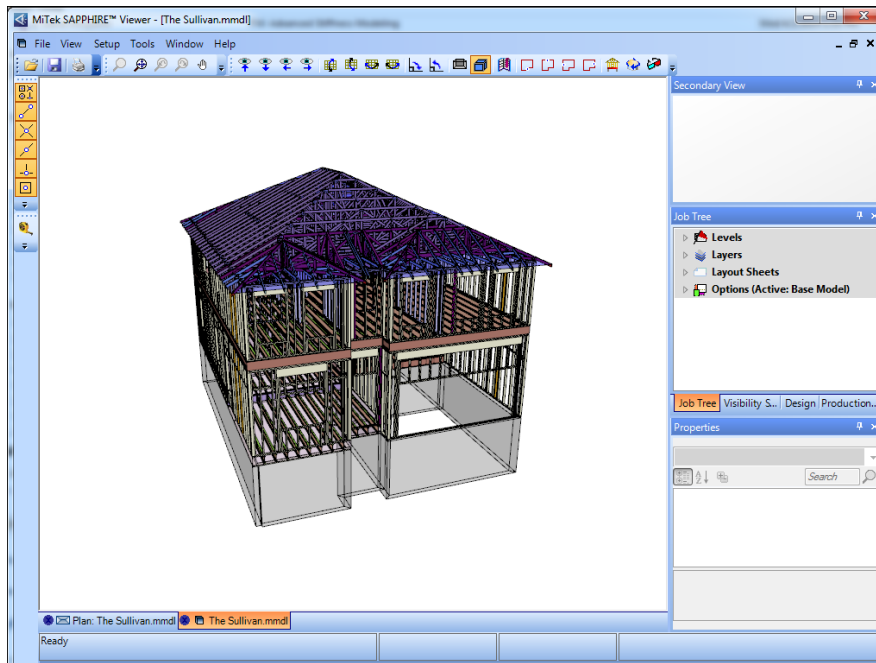 MiTek SAPPHIRE™ Viewer - [The Sullivan.mmdl]
File View Setup Tools Window Help
Secondary View
Job Tree
Levels
Layers
Layout Sheets
Options (Active: Base Model)
Job Tree Visibility S... Design Production...
Properties
Search
Plan: The Sullivan.mmdl The Sullivan.mmdl
Ready